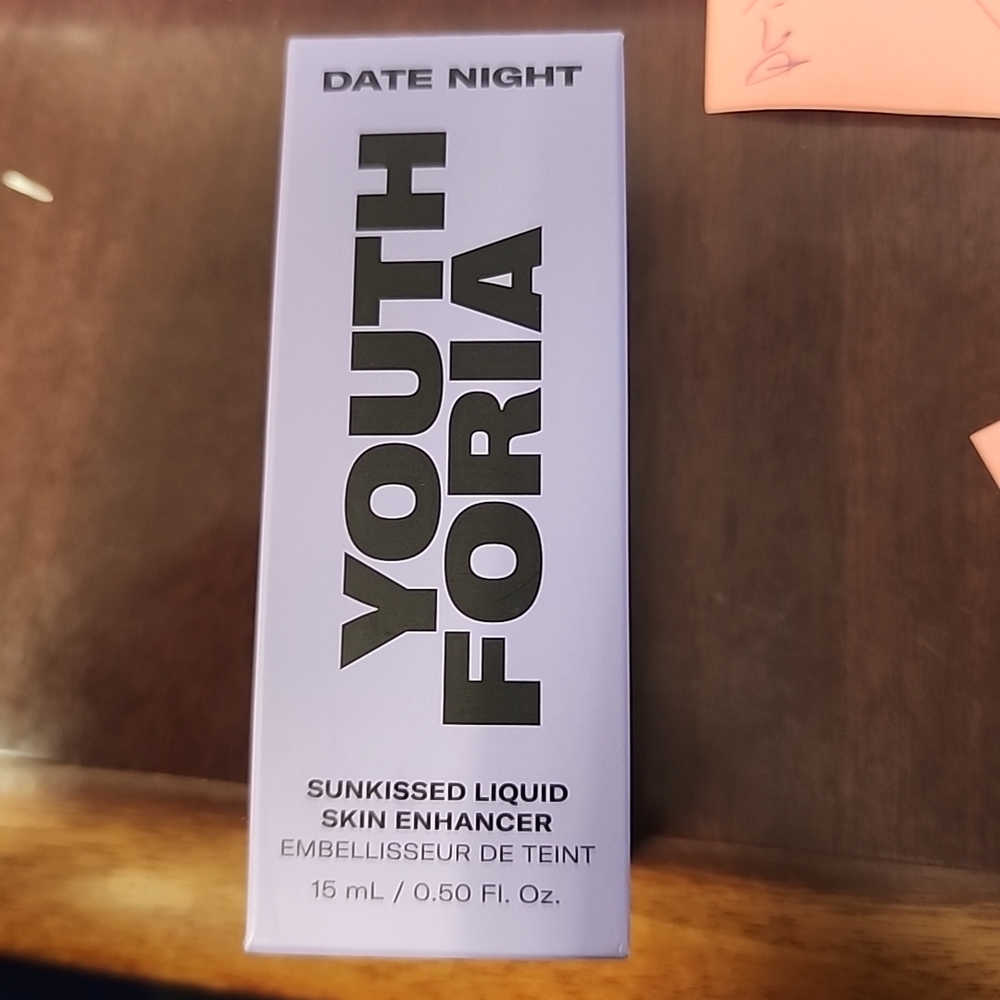 DATE NIGHT
YOUTH
FORIA
SUNKISSED LIQUID
SKIN ENHANCER
EMBELLISSEUR DE TEINT
15 mL / 0.50 Fl. Oz.